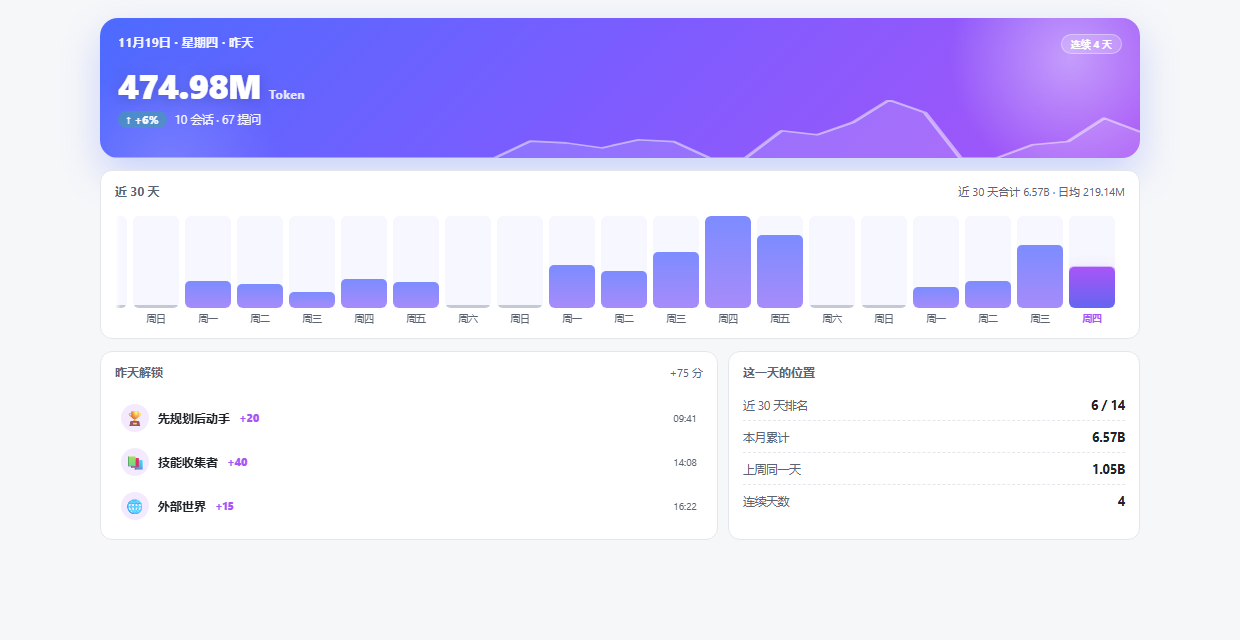 11月19日 · 星期四 · 昨天
连续 4 天
474.98M Token
↑ +6% 10 会话 · 67 提问
近 30 天
近 30 天合计 6.57B · 日均 219.14M
周日 周一 周二 周三 周四 周五 周六 周日 周一 周二 周三 周四 周五 周六 周日 周一 周二 周三 周四
昨天解锁
+75 分
先规划后动手 +20 09:41
技能收集者 +40 14:08
外部世界 +15 16:22
这一天的位置
近 30 天排名 6 / 14
本月累计 6.57B
上周同一天 1.05B
连续天数 4